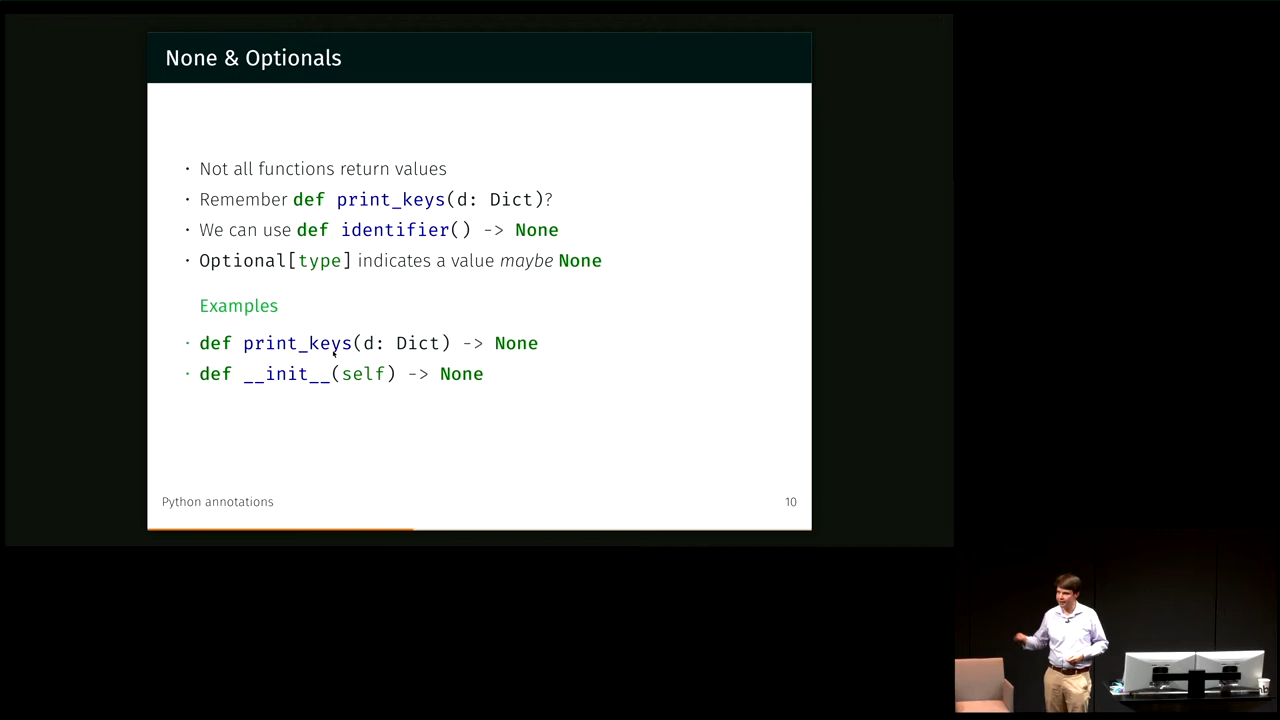 None & Optionals
• Not all functions return values
• Remember def print_keys(d: Dict)?
• We can use def identifier() -> None
• Optional[type] indicates a value maybe None
Examples
• def print_keys(d: Dict) -> None
• def __init__(self) -> None
Python annotations
10